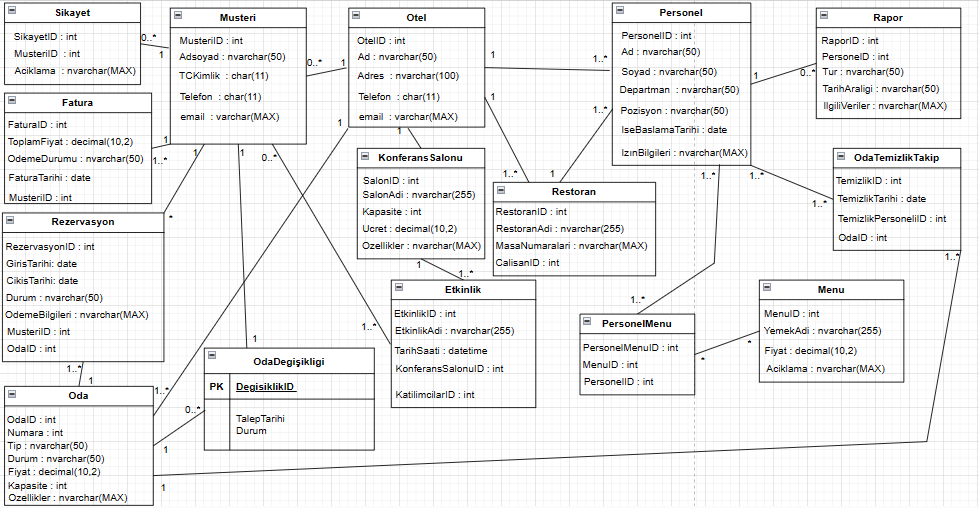 Sikayet
SikayetID : int
MusteriID : int
Aciklama : nvarchar(MAX)
0..*
1
Musteri
MusteriID : int
Adsoyad : nvarchar(50)
TCKimlik : char(11)
Telefon : char(11)
email : varchar(MAX)
0..*
1
Otel
OtelID : int
Ad : nvarchar(50)
Adres : nvarchar(100)
Telefon : char(11)
email : varchar(MAX)
1
1..*
Personel
PersonelID : int
Ad : nvarchar(50)
Soyad : nvarchar(50)
Departman : nvarchar(50)
Pozisyon : nvarchar(50)
IseBaslamaTarihi : date
IzınBilgileri : nvarchar(MAX)
1
0..*
Rapor
RaporID : int
PersonelID : int
Tur : nvarchar(50)
TarihAraligi : nvarchar(50)
IlgiliVeriler : nvarchar(MAX)
Fatura
FaturaID : int
ToplamFiyat : decimal(10,2)
OdemeDurumu : nvarchar(50)
FaturaTarihi : date
MusteriID : int
1
1..*
1
1
0..*
1
1
1
1..*
1..*
1
KonferansSalonu
SalonID : int
SalonAdi : nvarchar(255)
Kapasite : int
Ucret : decimal(10,2)
Ozellikler : nvarchar(MAX)
1
1..*
Restoran
RestoranID : int
RestoranAdi : nvarchar(255)
MasaNumaralari : nvarchar(MAX)
CalisanID : int
1..*
1..*
1..*
OdaTemizlikTakip
TemizlikID : int
TemizlikTarihi : date
TemizlikPersoneliID : int
OdaID : int
1..*
Rezervasyon
RezervasyonID : int
GirisTarihi: date
CikisTarihi: date
Durum : nvarchar(50)
OdemeBilgileri : nvarchar(MAX)
MusteriID : int
OdaID : int
*
1..*
1
Etkinlik
EtkinlikID : int
EtkinlikAdi : nvarchar(255)
TarihSaati : datetime
KonferansSalonuID : int
KatilimcilarID : int
1..*
1..*
PersonelMenu
PersonelMenuID : int
MenuID : int
PersonelID : int
*
*
Menu
MenuID : int
YemekAdi : nvarchar(255)
Fiyat : decimal(10,2)
Aciklama : nvarchar(MAX)
1
OdaDegişikligi
PK
DegisiklikID
TalepTarihi
Durum
1..*
0..*
1
Oda
OdaID : int
Numara : int
Tip : nvarchar(50)
Durum : nvarchar(50)
Fiyat : decimal(10,2)
Kapasite : int
Ozellikler : nvarchar(MAX)
1